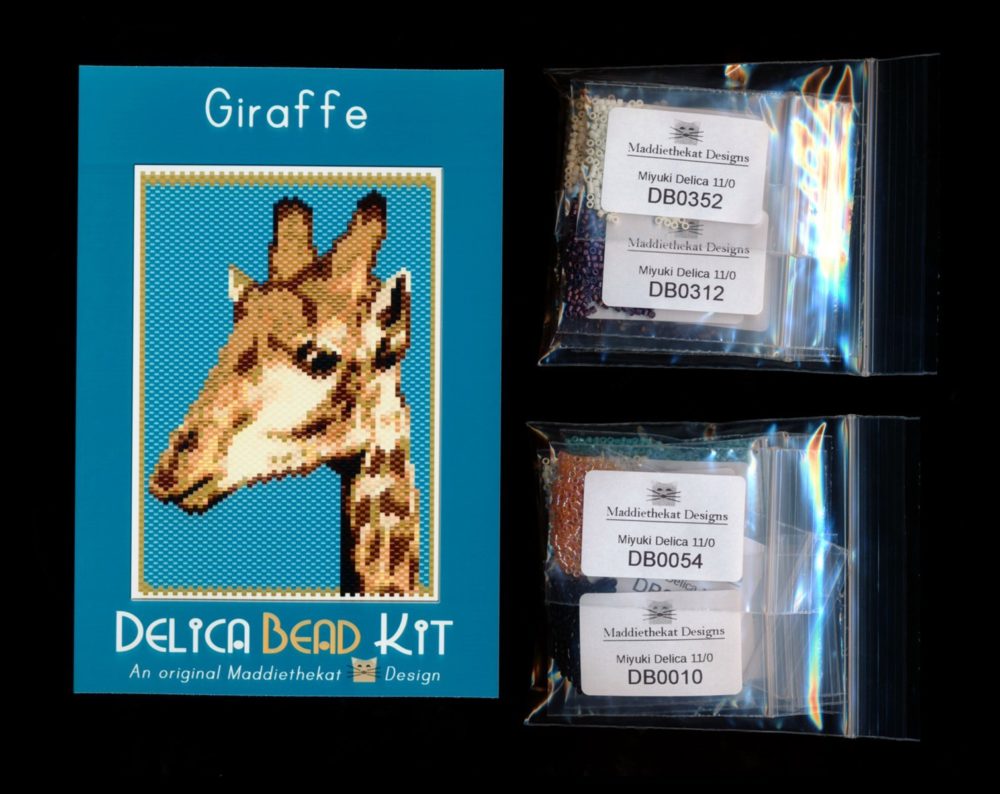 Giraffe
DELICA BEAD KIT
An original Maddiethekat Design
Maddiethekat Designs
Miyuki Delica 11/0
DB0352
Maddiethekat Designs
Miyuki Delica 11/0
DB0312
Maddiethekat Designs
Miyuki Delica 11/0
DB0054
Delica
Maddiethekat Designs
Miyuki Delica 11/0
DB0010